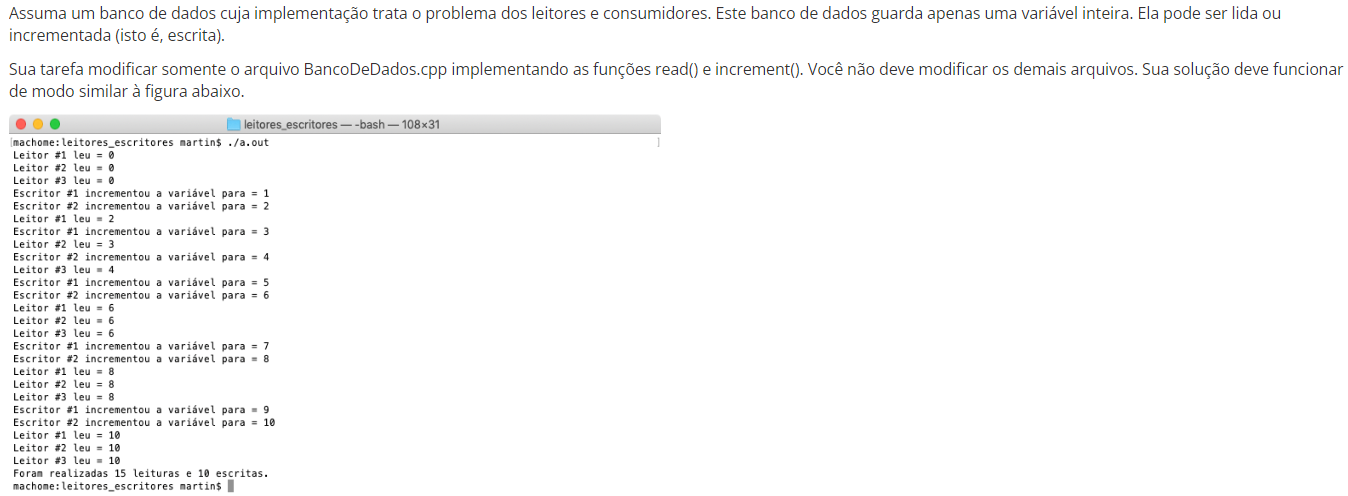 Assuma um banco de dados cuja implementação trata o problema dos leitores e consumidores. Este banco de dados guarda apenas uma variável inteira. Ela pode ser lida ou
incrementada (isto é, escrita).
Sua tarefa modificar somente o arquivo BancoDeDados.cpp implementando as funções read() e increment(). Você não deve modificar os demais arquivos. Sua solução deve funcionar
de modo similar à figura abaixo.
leitores_escritores — -bash — 108×31
[machome:leitores_escritores martin$ ./a.out ]
Leitor #1 leu = 0
Leitor #2 leu = 0
Leitor #3 leu = 0
Escritor #1 incrementou a variável para = 1
Escritor #2 incrementou a variável para = 2
Leitor #1 leu = 2
Escritor #1 incrementou a variável para = 3
Leitor #2 leu = 3
Escritor #2 incrementou a variável para = 4
Leitor #3 leu = 4
Escritor #1 incrementou a variável para = 5
Escritor #2 incrementou a variável para = 6
Leitor #1 leu = 6
Leitor #2 leu = 6
Leitor #3 leu = 6
Escritor #1 incrementou a variável para = 7
Escritor #2 incrementou a variável para = 8
Leitor #1 leu = 8
Leitor #2 leu = 8
Leitor #3 leu = 8
Escritor #1 incrementou a variável para = 9
Escritor #2 incrementou a variável para = 10
Leitor #1 leu = 10
Leitor #2 leu = 10
Leitor #3 leu = 10
Foram realizadas 15 leituras e 10 escritas.
machome:leitores_escritores martin$